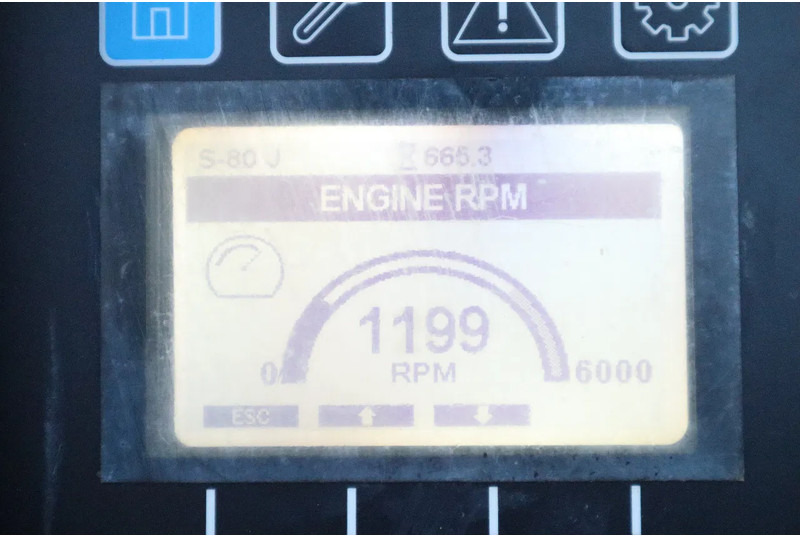 S-80 J 665.3
ENGINE RPM
1199
0 RPM 6000
ESC